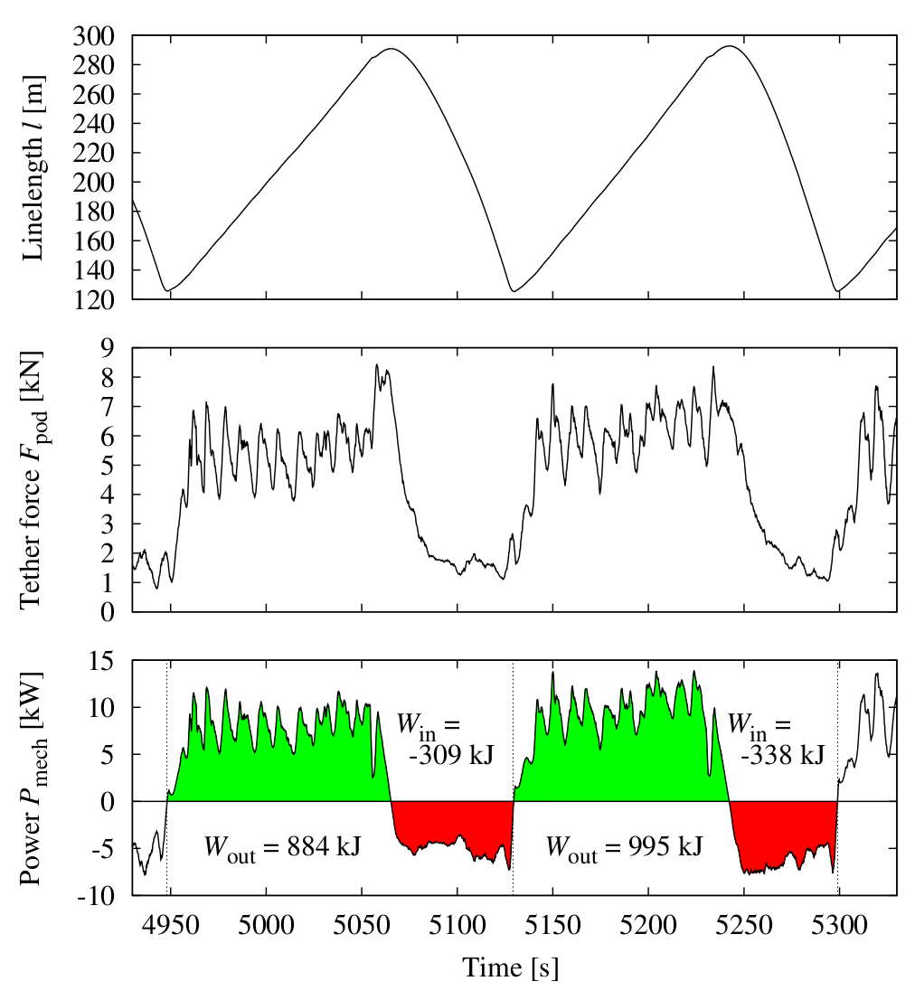 300
280
260
240
220
200
180
160
140
120
Linelength l [m]
9
8
7
6
5
4
3
2
1
0
Tether force Fpod [kN]
15
10
5
0
-5
-10
Power Pmech [kW]
Win =
-309 kJ
Win =
-338 kJ
Wout = 884 kJ
Wout = 995 kJ
4950 5000 5050 5100 5150 5200 5250 5300
Time [s]